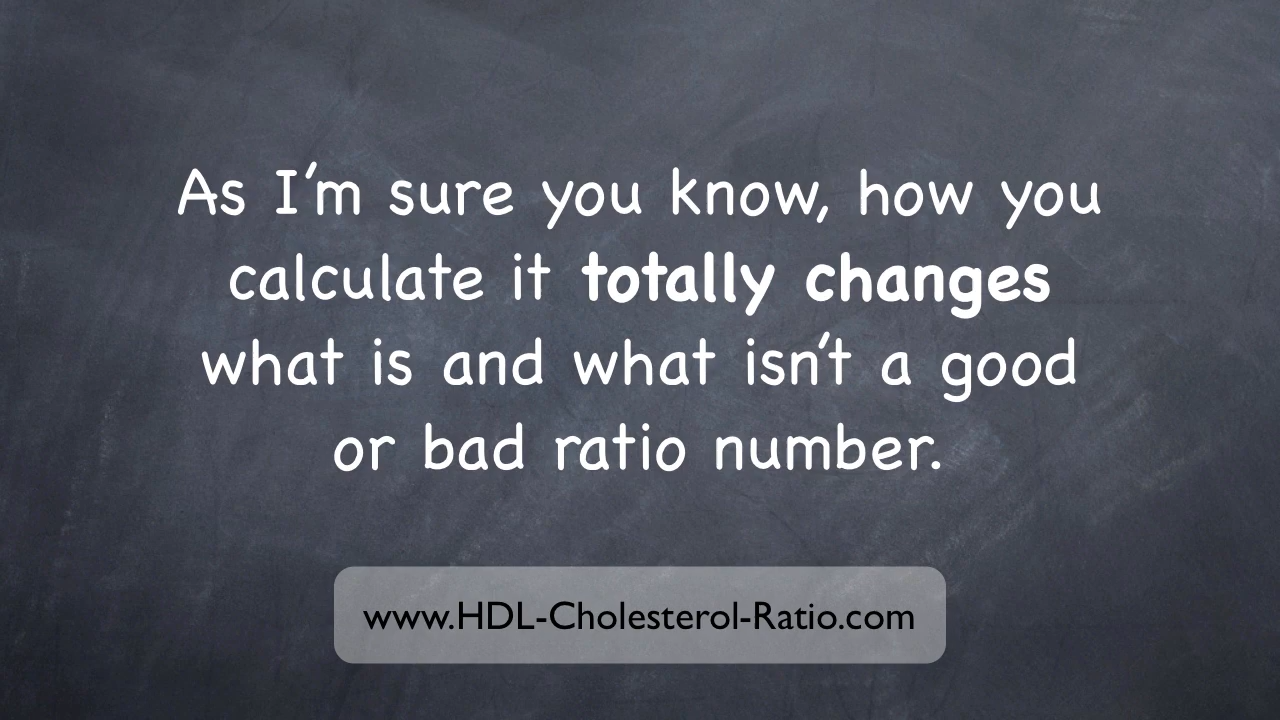 As I'm sure you know, how you
calculate it totally changes
what is and what isn't a good
or bad ratio number.
www.HDL-Cholesterol-Ratio.com